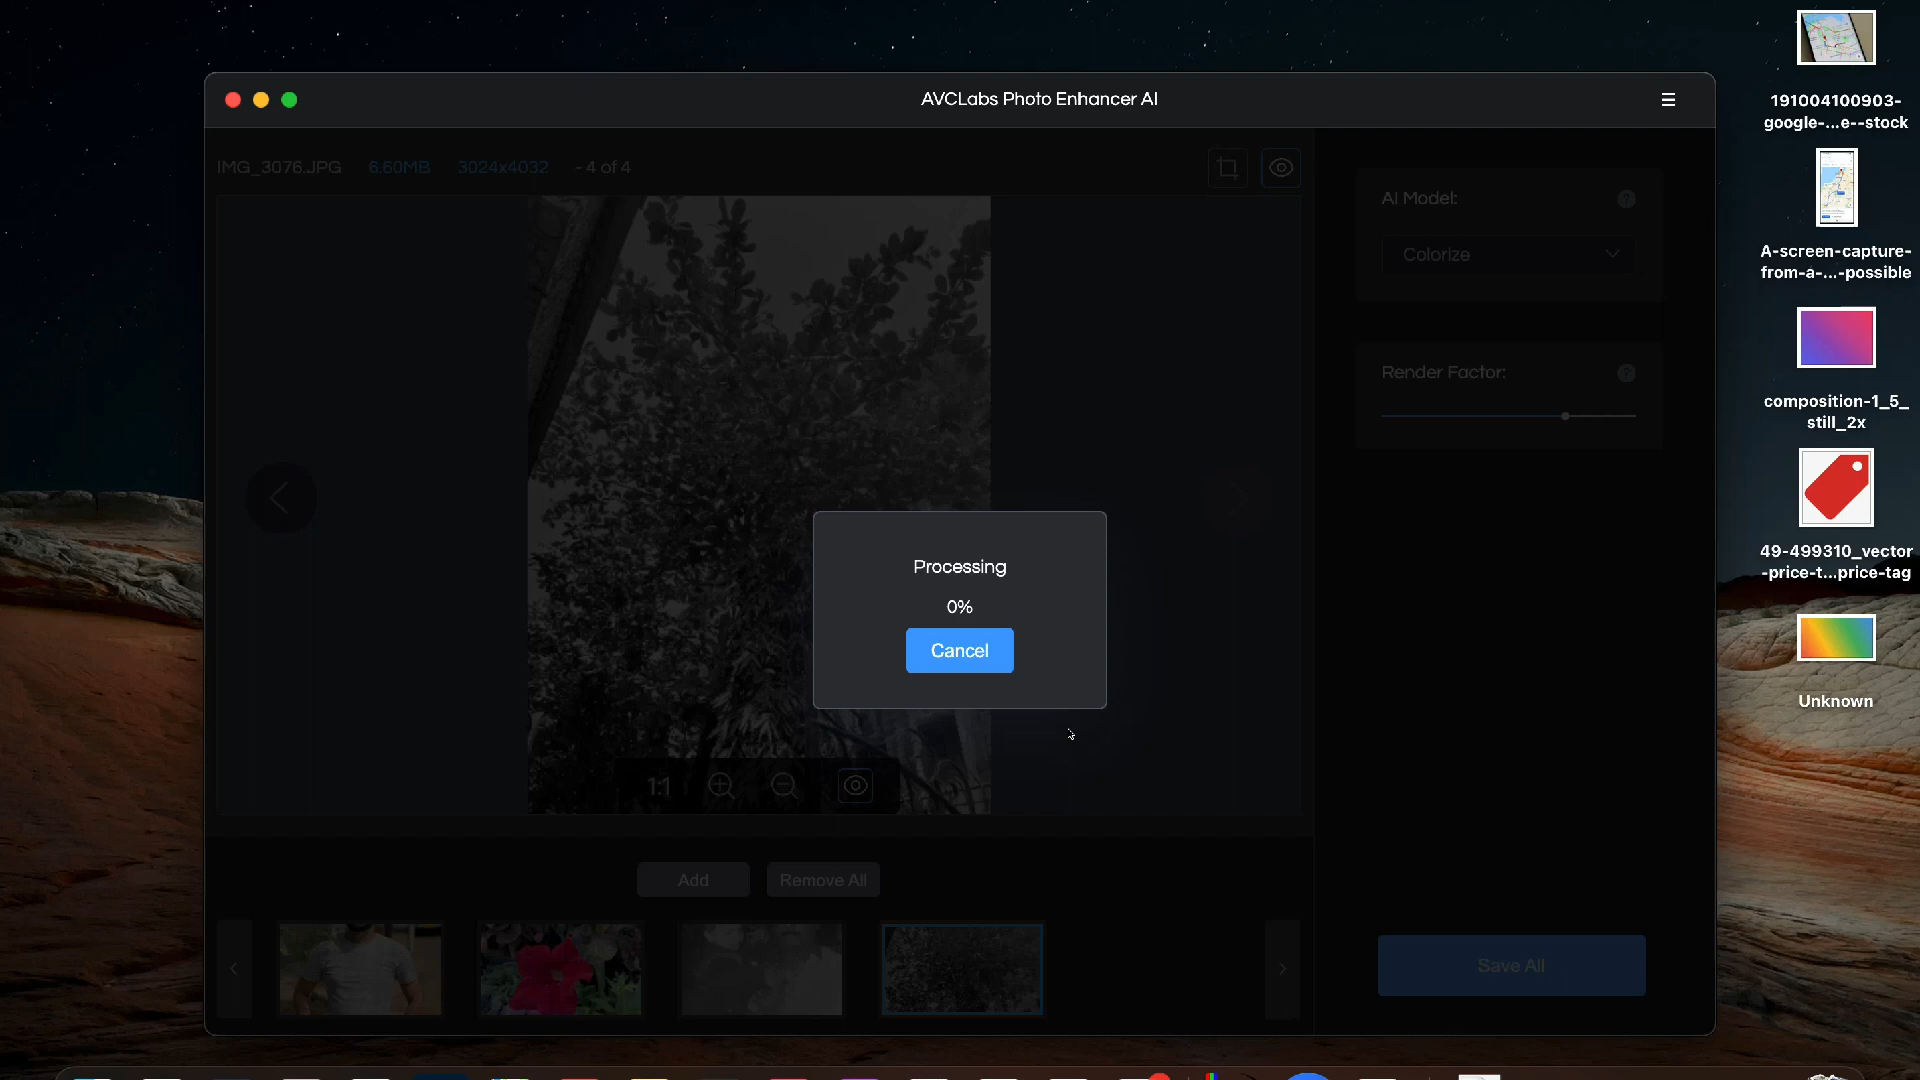 AVCLabs Photo Enhancer AI
IMG_3076.JPG 6.60MB 3024x4032 - 4 of 4
AI Model: ?
Colorize
Render Factor: ?
Processing
0%
Cancel
1:1
Add Remove All
Save All
191004100903-
google-...e--stock
A-screen-capture-
from-a-...-possible
composition-1_5_
still_2x
49-499310_vector
-price-t...price-tag
Unknown